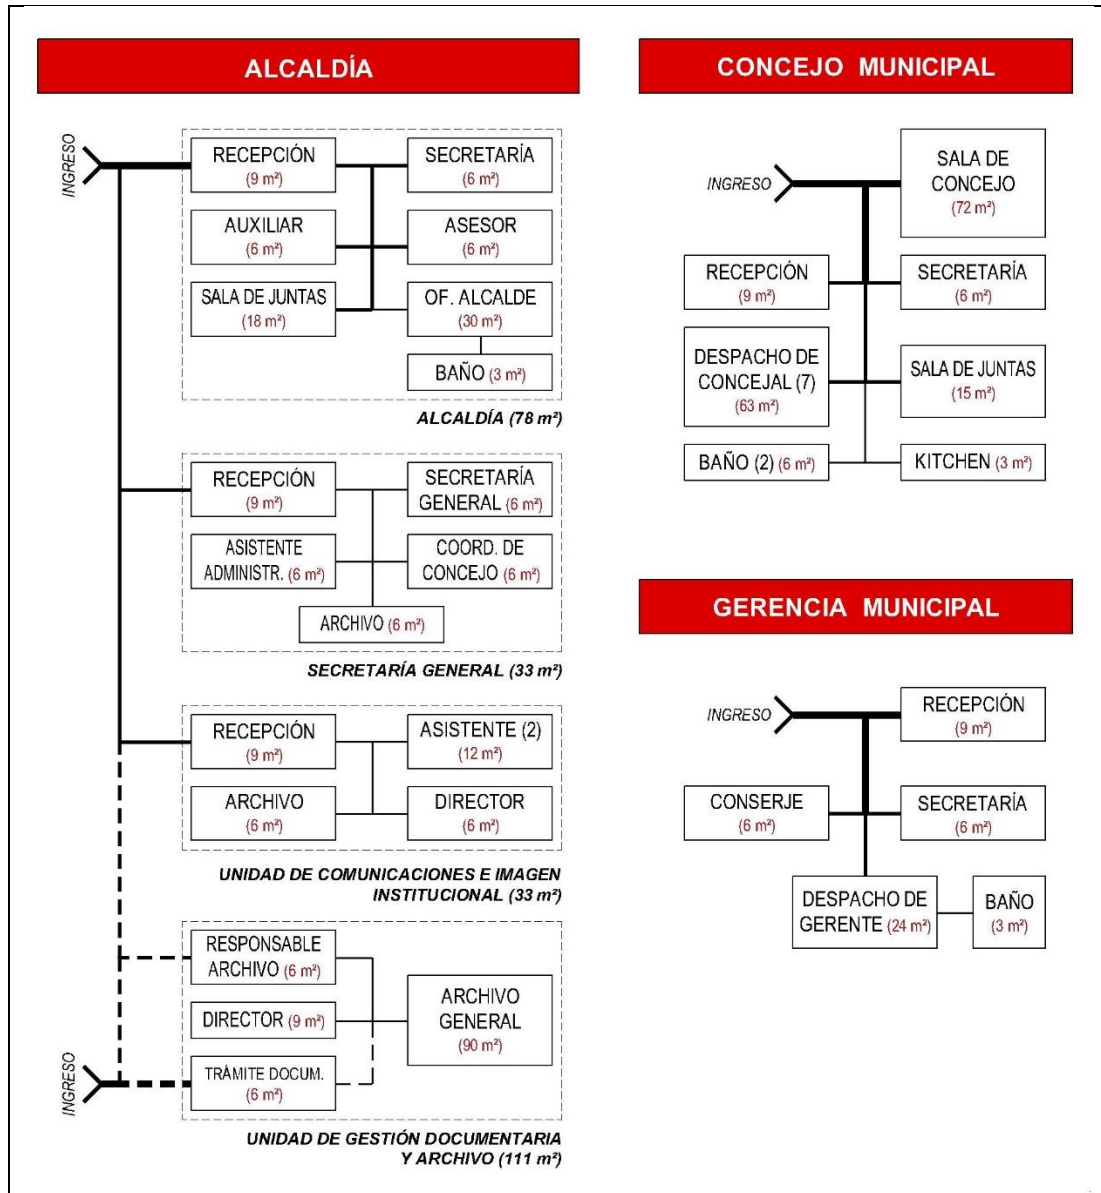 ALCALDÍA
INGRESO
RECEPCIÓN
(9 m²)
SECRETARÍA
(6 m²)
AUXILIAR
(6 m²)
ASESOR
(6 m²)
SALA DE JUNTAS
(18 m²)
OF. ALCALDE
(30 m²)
BAÑO (3 m²)
ALCALDÍA (78 m²)
RECEPCIÓN
(9 m²)
SECRETARÍA
GENERAL (6 m²)
ASISTENTE
ADMINISTR. (6 m²)
COORD. DE
CONCEJO (6 m²)
ARCHIVO (6 m²)
SECRETARÍA GENERAL (33 m²)
RECEPCIÓN
(9 m²)
ASISTENTE (2)
(12 m²)
ARCHIVO
(6 m²)
DIRECTOR
(6 m²)
UNIDAD DE COMUNICACIONES E IMAGEN
INSTITUCIONAL (33 m²)
RESPONSABLE
ARCHIVO (6 m²)
DIRECTOR (9 m²)
ARCHIVO
GENERAL
(90 m²)
INGRESO
TRÁMITE DOCUM.
(6 m²)
UNIDAD DE GESTIÓN DOCUMENTARIA
Y ARCHIVO (111 m²)
CONCEJO MUNICIPAL
INGRESO
SALA DE
CONCEJO
(72 m²)
RECEPCIÓN
(9 m²)
SECRETARÍA
(6 m²)
DESPACHO DE
CONCEJAL (7)
(63 m²)
SALA DE JUNTAS
(15 m²)
BAÑO (2) (6 m²)
KITCHEN (3 m²)
GERENCIA MUNICIPAL
INGRESO
RECEPCIÓN
(9 m²)
CONSERJE
(6 m²)
SECRETARÍA
(6 m²)
DESPACHO DE
GERENTE (24 m²)
BAÑO
(3 m²)